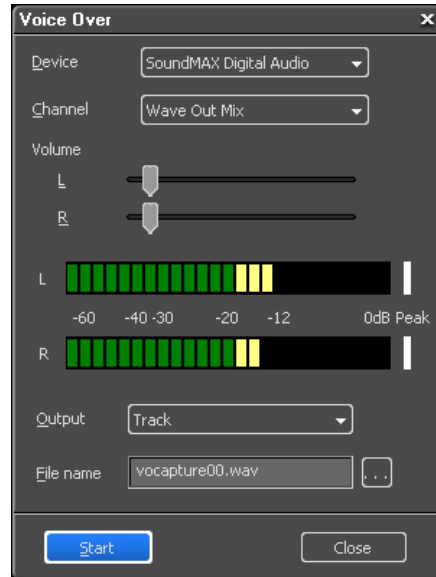 Voice Over x
Device SoundMAX Digital Audio
Channel Wave Out Mix
Volume
L
R
L
-60 -40 -30 -20 -12 0dB Peak
R
Output Track
File name vocapture00.wav ...
Start Close